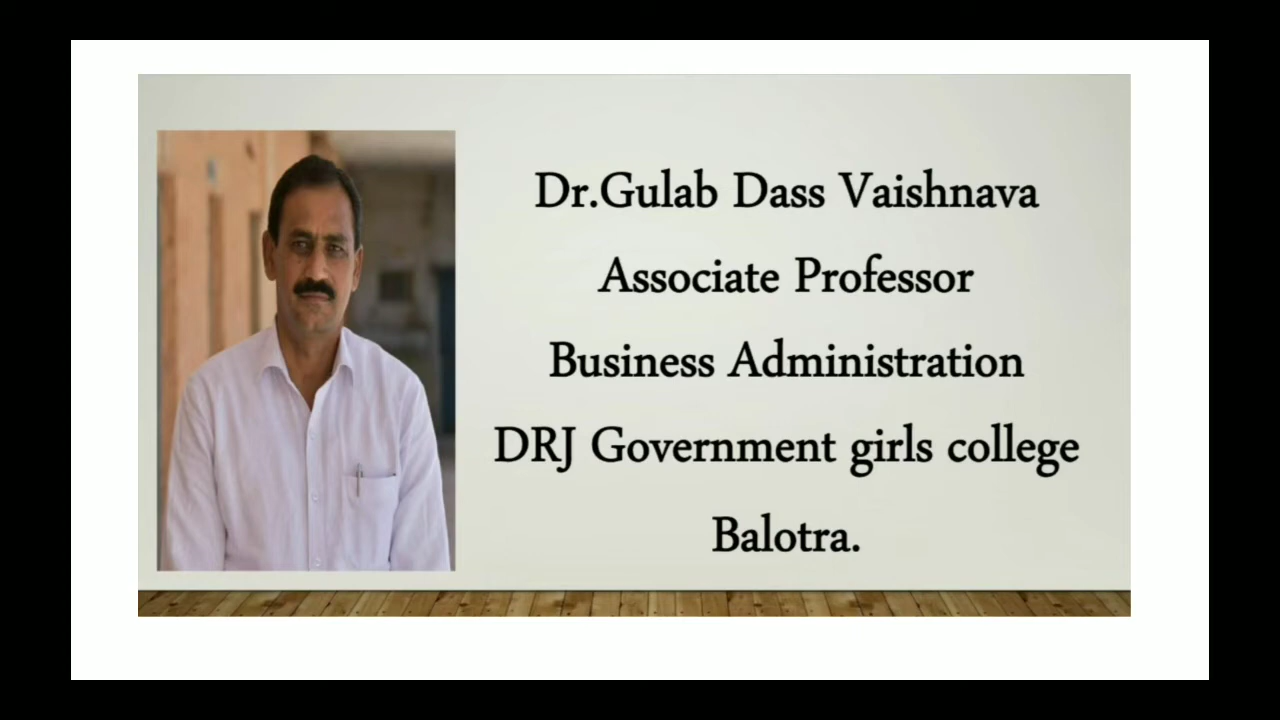 Dr.Gulab Dass Vaishnava
Associate Professor
Business Administration
DRJ Government girls college
Balotra.